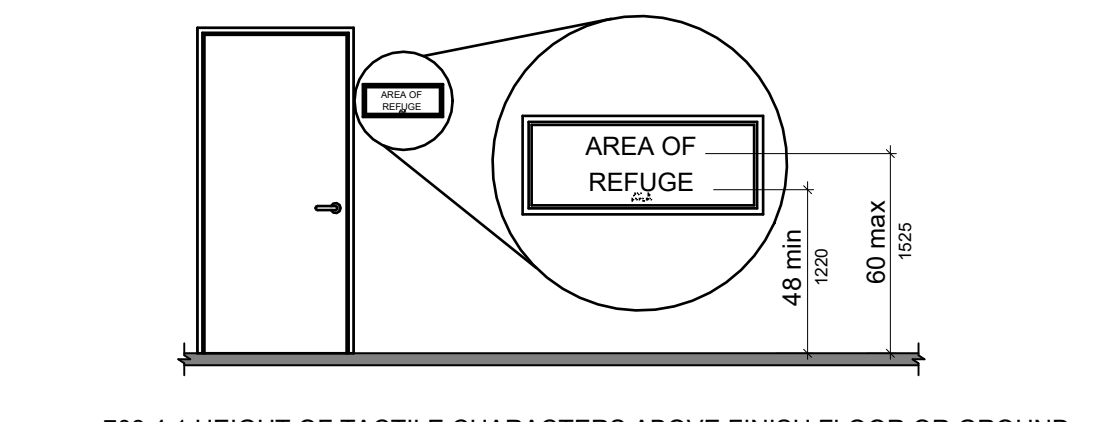 AREA OF
REFUGE
AREA OF
REFUGE
48 min
1220
60 max
1525
HEIGHT OF TACTILE CHARACTERS ABOVE FINISH FLOOR OR GROUND